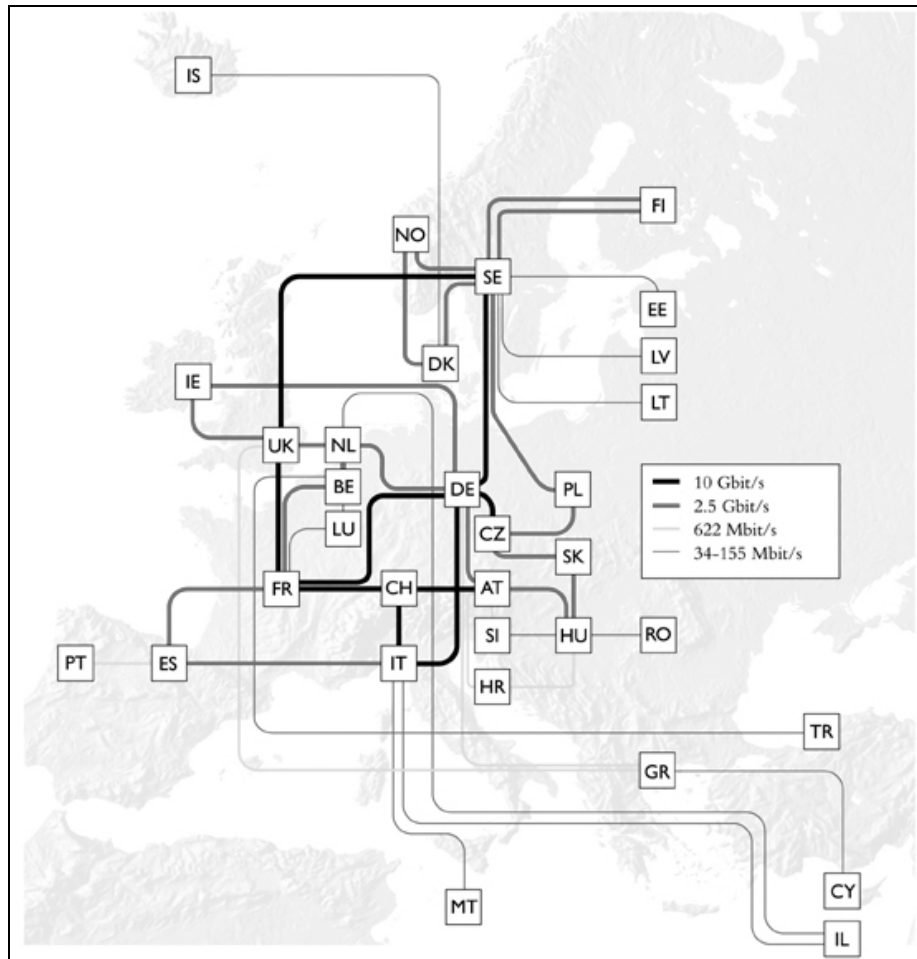 IS
FI
NO
SE
EE
DK
LV
IE
LT
UK
NL
BE
DE
PL
LU
CZ
SK
10 Gbit/s
2.5 Gbit/s
622 Mbit/s
34-155 Mbit/s
FR
CH
AT
SI
HU
RO
PT
ES
IT
HR
TR
GR
MT
CY
IL